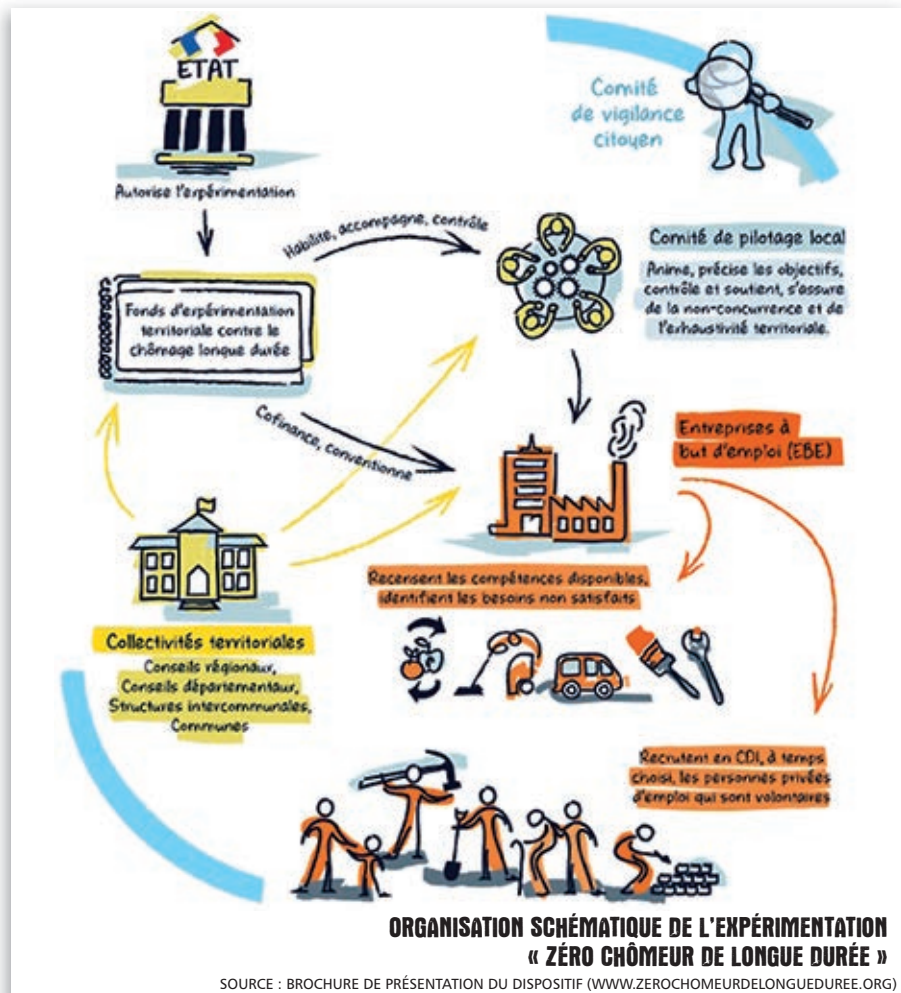 ETAT
Autorise l'expérimentation
Comité
de vigilance
citoyen
Habilite, accompagne, contrôle
Comité de pilotage local
Anime, précise les objectifs,
contrôle et soutient, s'assure
de la non-concurrence et de
l'exhaustivité territoriale.
Fonds d'expérimentation
territoriale contre le
chômage longue durée
Cofinance, conventionne
Entreprises à
but d'emploi (EBE)
Recensent les compétences disponibles,
identifient les besoins non satisfaits
Collectivités territoriales
Conseils régionaux,
Conseils départementaux,
Structures intercommunales,
Communes
Recrutent en CDI, à temps
choisi, les personnes privées
d'emploi qui sont volontaires
ORGANISATION SCHÉMATIQUE DE L'EXPÉRIMENTATION
« ZÉRO CHÔMEUR DE LONGUE DURÉE »
SOURCE : BROCHURE DE PRÉSENTATION DU DISPOSITIF (WWW.ZEROCHOMEURDELONGUEDUREE.ORG)